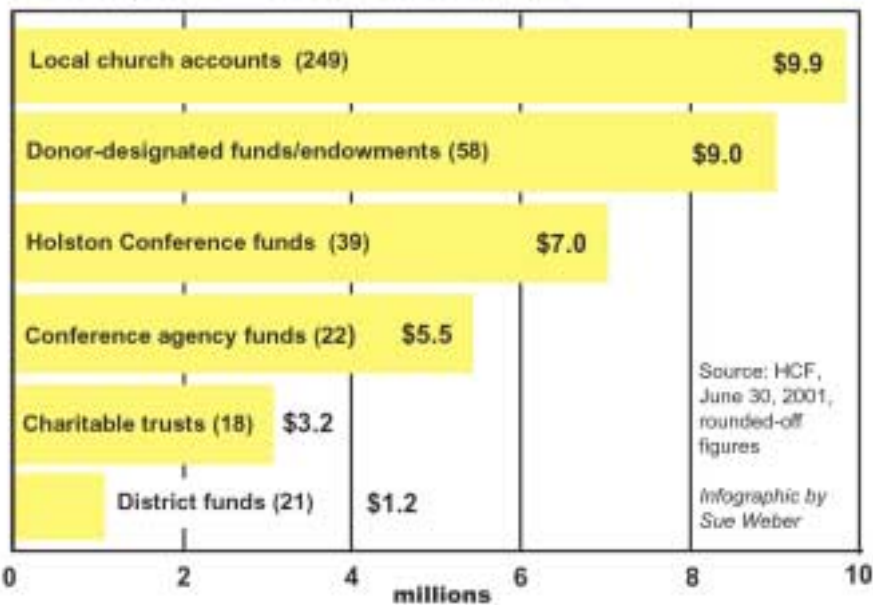 Local church accounts (249) $9.9
Donor-designated funds/endowments (58) $9.0
Holston Conference funds (39) $7.0
Conference agency funds (22) $5.5
Charitable trusts (18) $3.2
District funds (21) $1.2
Source: HCF,
June 30, 2001,
rounded-off
figures
Infographic by
Sue Weber
0 2 4 6 8 10
millions